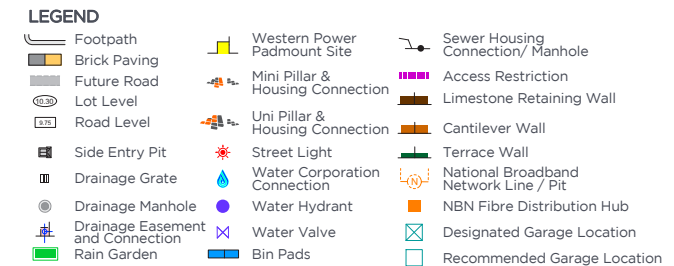 LEGEND
Footpath
Brick Paving
Future Road
10.30 Lot Level
9.75 Road Level
Side Entry Pit
Drainage Grate
Drainage Manhole
Drainage Easement
and Connection
Rain Garden
Western Power
Padmount Site
Mini Pillar &
Housing Connection
Uni Pillar &
Housing Connection
Street Light
Water Corporation
Connection
Water Hydrant
Water Valve
Bin Pads
Sewer Housing
Connection/ Manhole
Access Restriction
Limestone Retaining Wall
Cantilever Wall
Terrace Wall
National Broadband
N Network Line / Pit
NBN Fibre Distribution Hub
Designated Garage Location
Recommended Garage Location